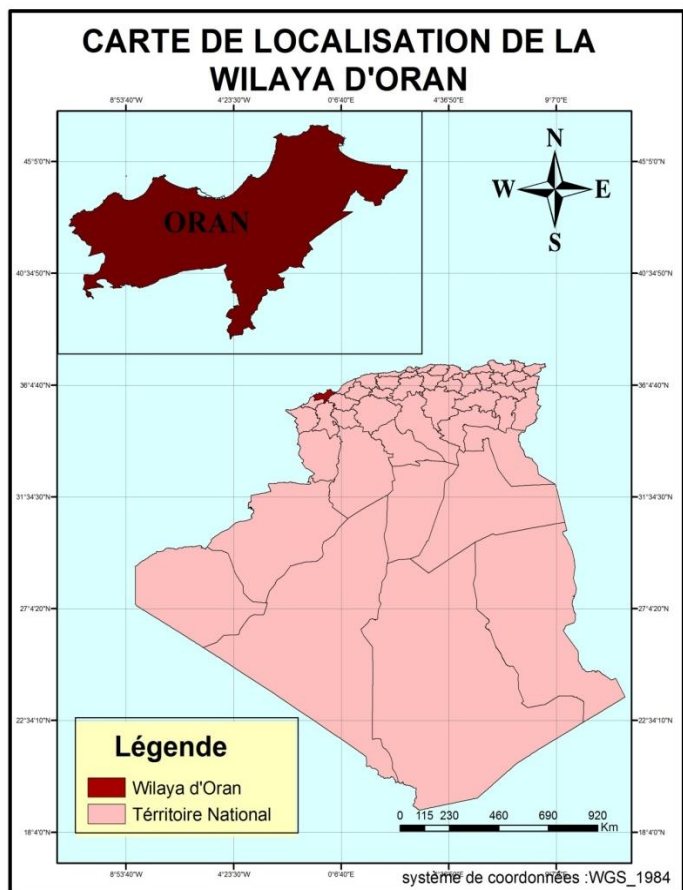 CARTE DE LOCALISATION DE LA
WILAYA D'ORAN
8°53'40"W 4°23'30"W 0°6'40"E 4°36'50"E 9°7'0"E
45°5'0"N 45°5'0"N
N
W E
S
ORAN
40°34'50"N 40°34'50"N
36°4'40"N 36°4'40"N
31°34'30"N 31°34'30"N
27°4'20"N 27°4'20"N
22°34'10"N 22°34'10"N
Légende
Wilaya d'Oran
Térritoire National
0 115 230 460 690 920
Km
18°4'0"N 18°4'0"N
8°53'40"W 4°23'30"W 0°6'40"E
système de coordonnées :WGS_1984